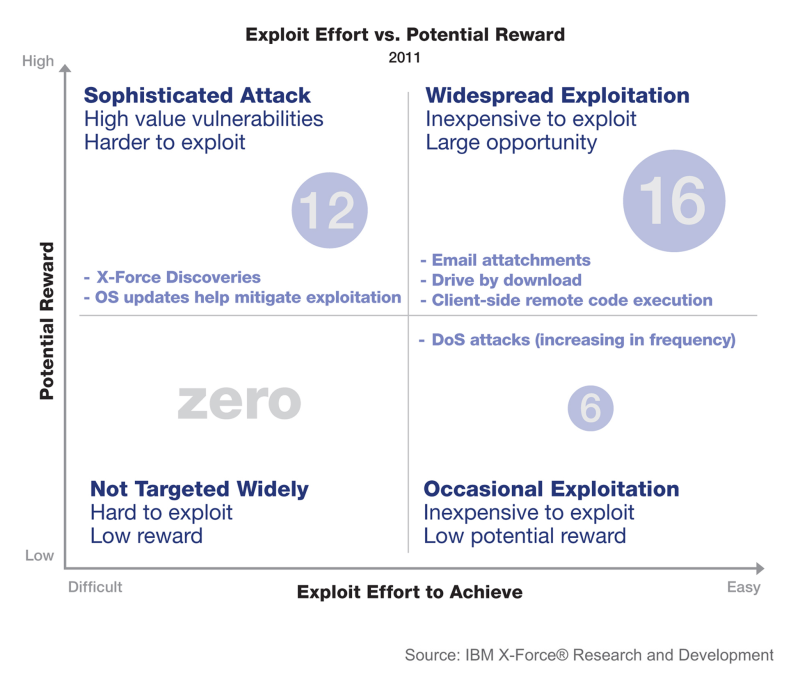 Exploit Effort vs. Potential Reward
2011
High
Sophisticated Attack
High value vulnerabilities
Harder to exploit
12
- X-Force Discoveries
- OS updates help mitigate exploitation
Widespread Exploitation
Inexpensive to exploit
Large opportunity
16
- Email attatchments
- Drive by download
- Client-side remote code execution
Potential Reward
zero
Not Targeted Widely
Hard to exploit
Low reward
- DoS attacks (increasing in frequency)
6
Occasional Exploitation
Inexpensive to exploit
Low potential reward
Low
Difficult
Exploit Effort to Achieve
Easy
Source: IBM X-Force® Research and Development